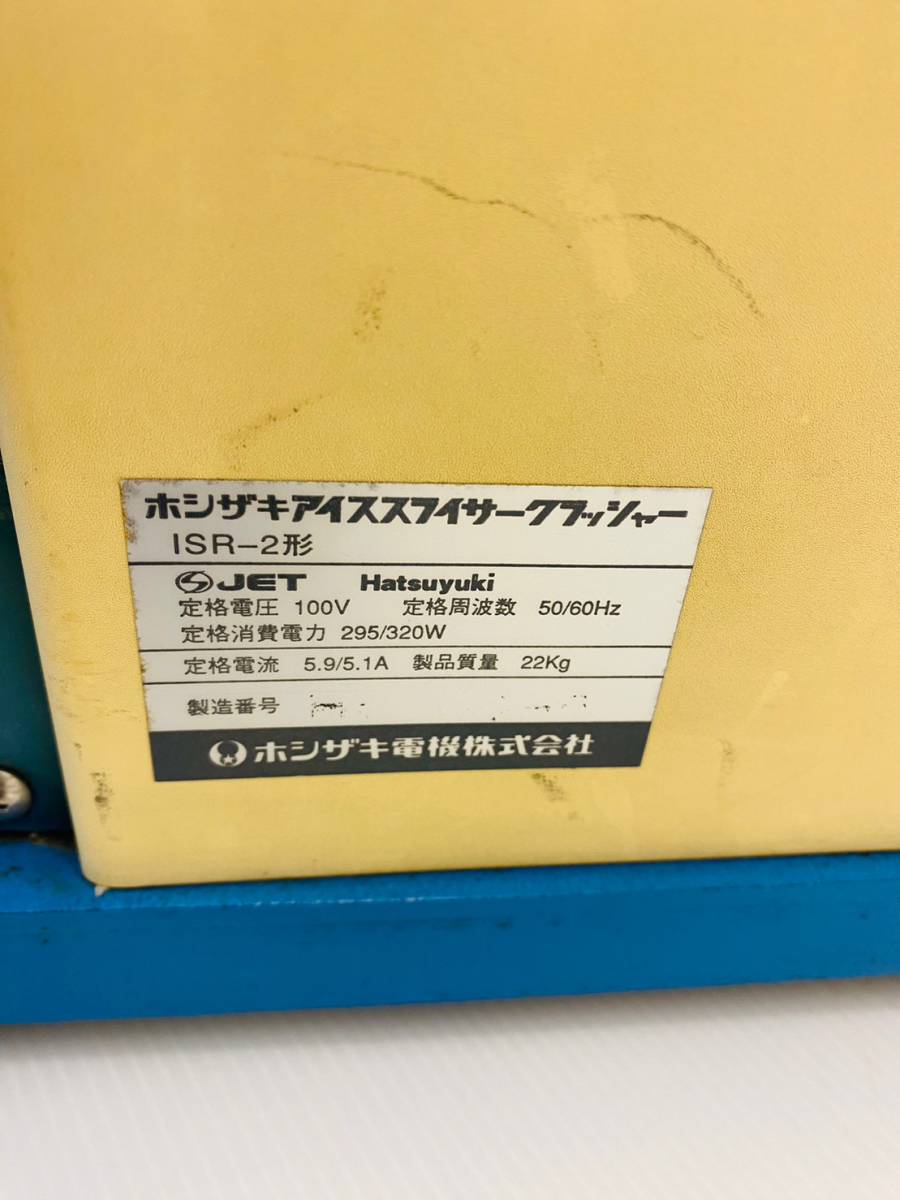 ホシザキアイススライサークラッシャー
ISR-2形
JET Hatsuyuki
定格電圧 100V 定格周波数 50/60Hz
定格消費電力 295/320W
定格電流 5.9/5.1A 製品質量 22Kg
製造番号
ホシザキ電機株式会社